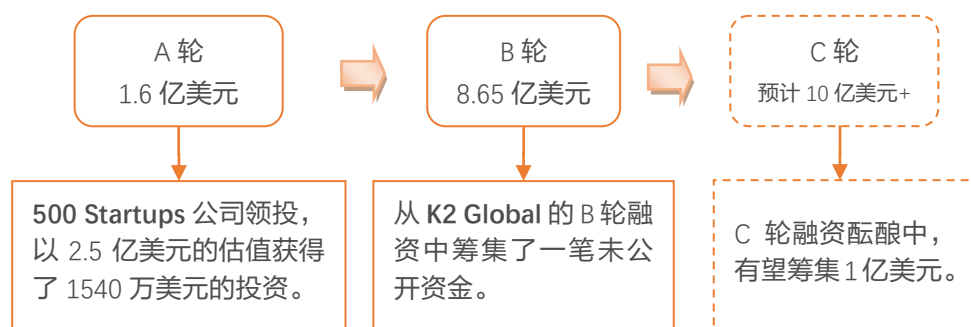 A 轮
1.6 亿美元
B 轮
8.65 亿美元
C 轮
预计 10 亿美元+
500 Startups 公司领投，
以 2.5 亿美元的估值获得
了 1540 万美元的投资。
从 K2 Global 的 B 轮融
资中筹集了一笔未公
开资金。
C 轮融资酝酿中，
有望筹集 1 亿美元。